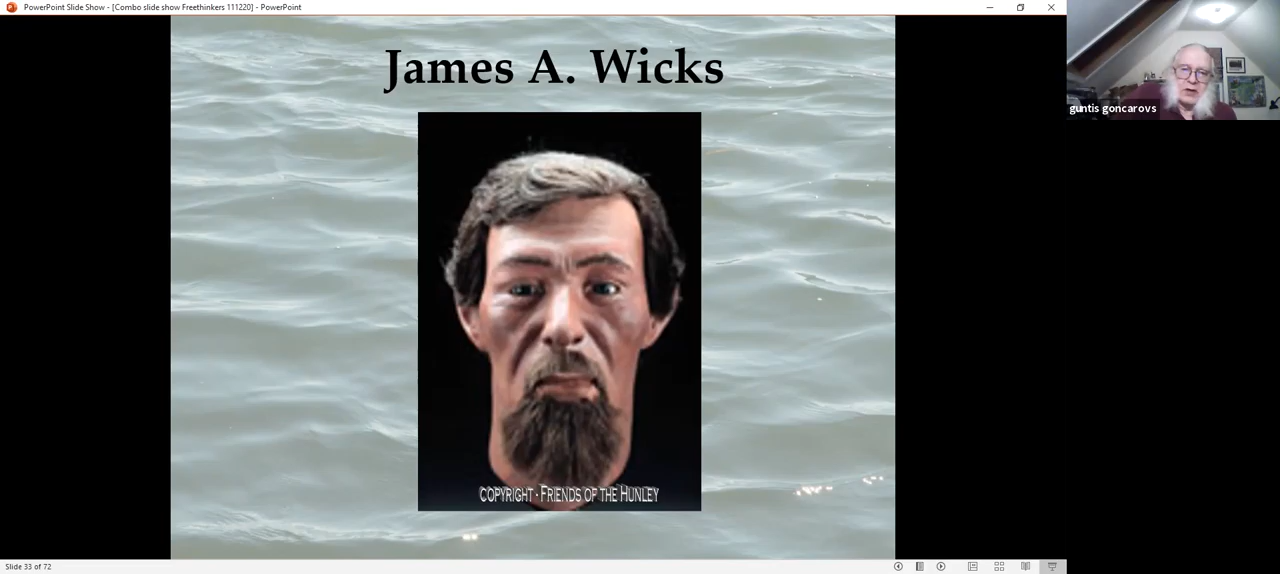 PowerPoint Slide Show - [Combo slide show Freethinkers 111220] - PowerPoint
James A. Wicks
COPYRIGHT · FRIENDS OF THE HUNLEY
guntis goncarovs
Slide 33 of 72